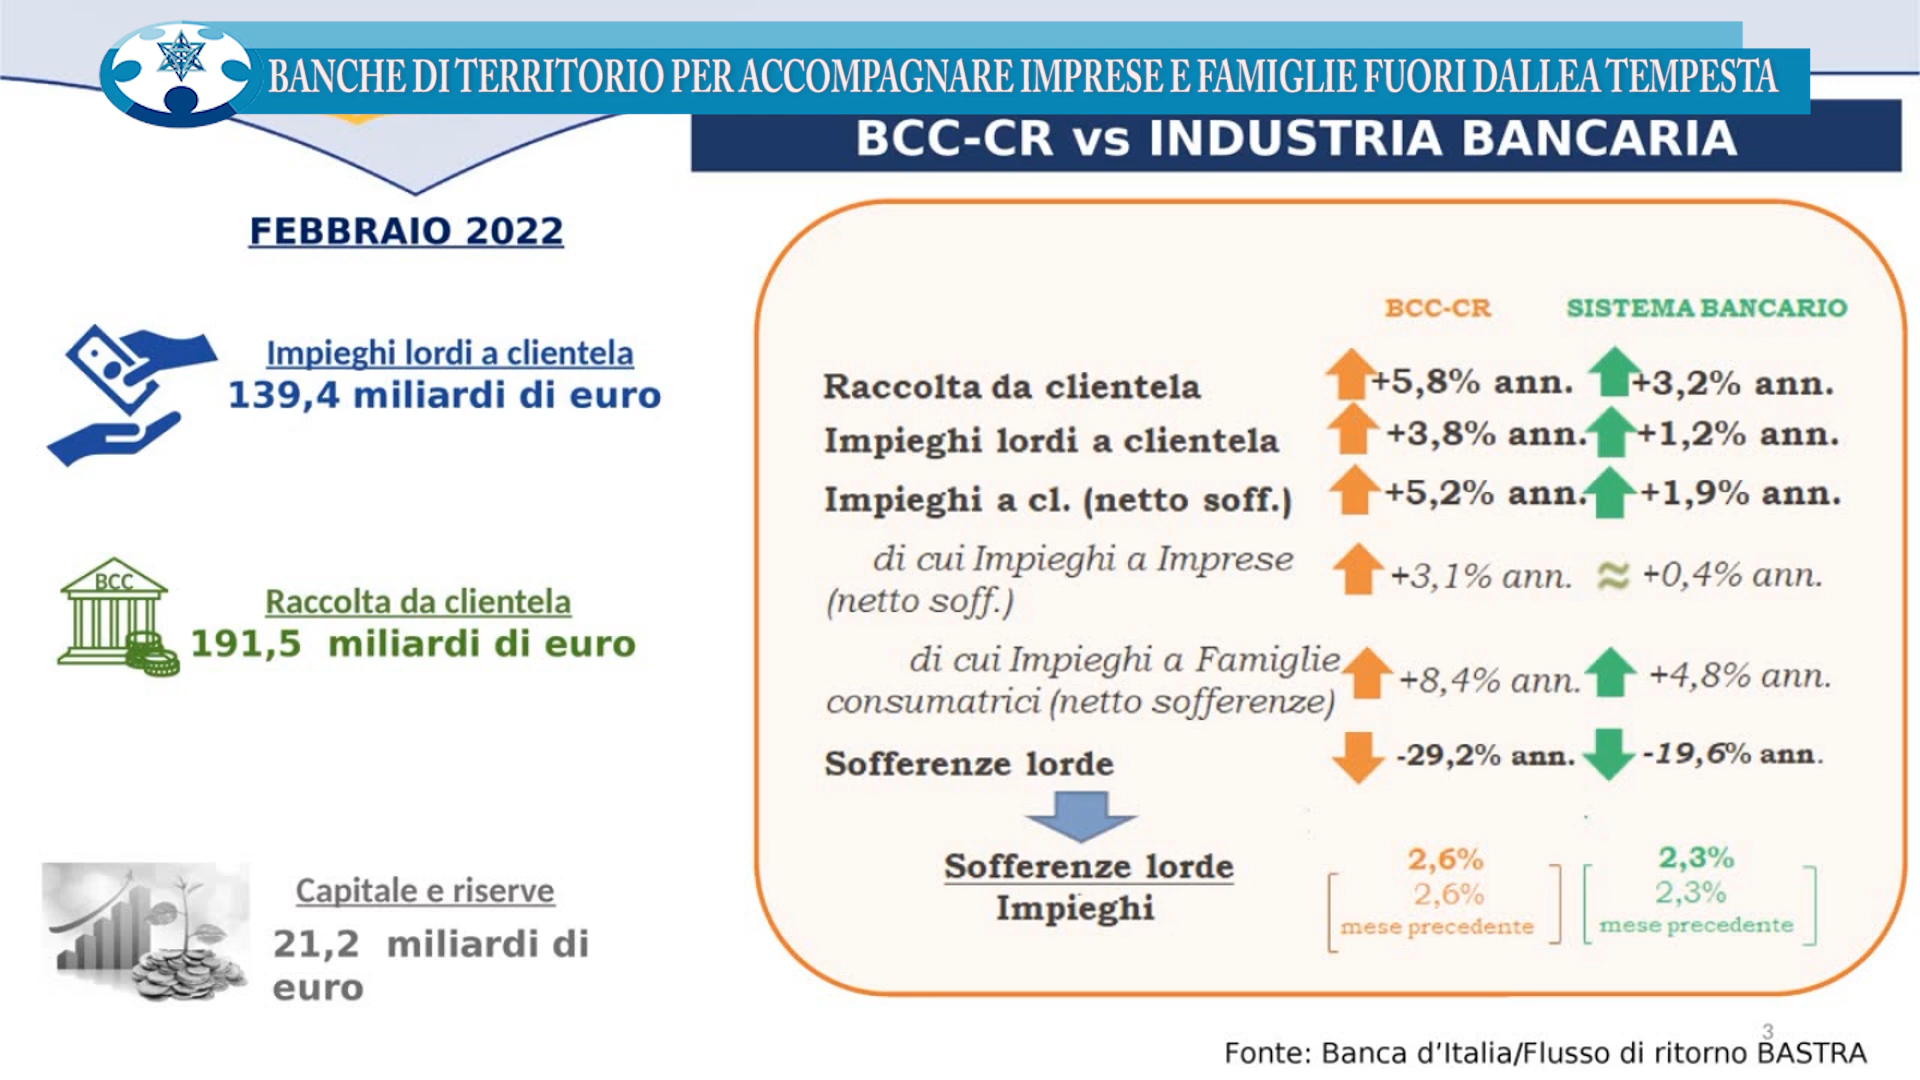 BANCHE DI TERRITORIO PER ACCOMPAGNARE IMPRESE E FAMIGLIE FUORI DALLEA TEMPESTA
BCC-CR vs INDUSTRIA BANCARIA
FEBBRAIO 2022
Impieghi lordi a clientela
139,4 miliardi di euro
BCC
Raccolta da clientela
191,5 miliardi di euro
Capitale e riserve
21,2 miliardi di
euro
BCC-CR SISTEMA BANCARIO
Raccolta da clientela +5,8% ann. +3,2% ann.
Impieghi lordi a clientela +3,8% ann. +1,2% ann.
Impieghi a cl. (netto soff.) +5,2% ann. +1,9% ann.
di cui Impieghi a Imprese
(netto soff.) +3,1% ann. ≈ +0,4% ann.
di cui Impieghi a Famiglie
consumatrici (netto sofferenze) +8,4% ann. +4,8% ann.
Sofferenze lorde -29,2% ann. -19,6% ann.
Sofferenze lorde
Impieghi
2,6%
2,6%
mese precedente
2,3%
2,3%
mese precedente
3
Fonte: Banca d’Italia/Flusso di ritorno BASTRA